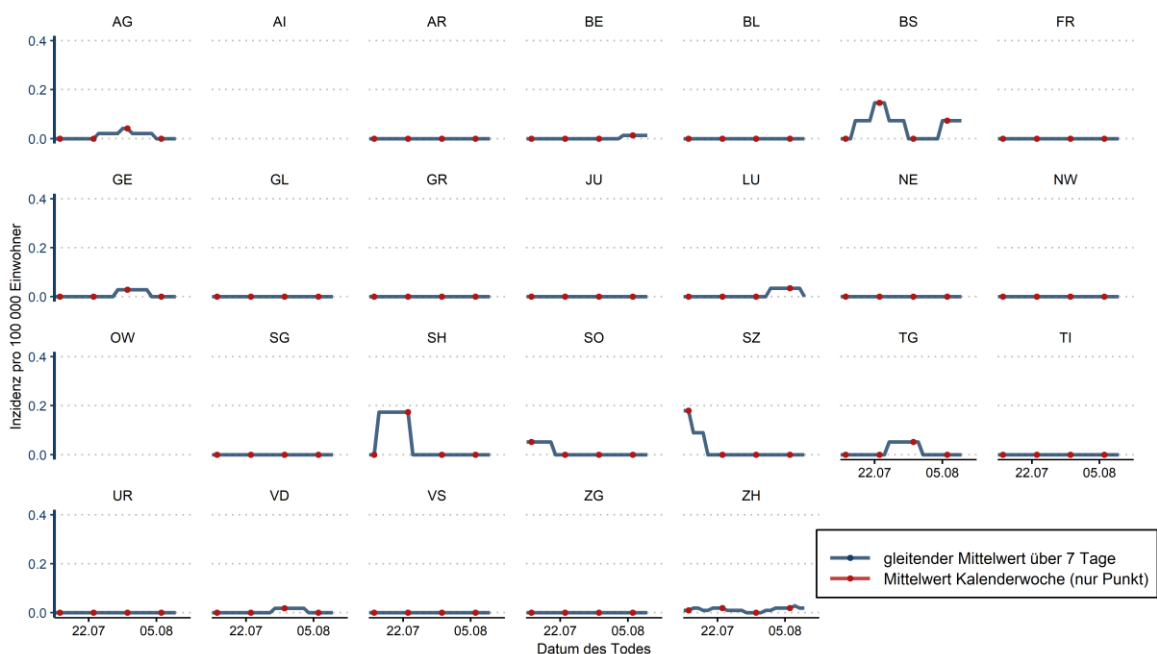 AG AI AR BE BL BS FR
0.4
0.2
0.0
GE GL GR JU LU NE NW
0.4
0.2
0.0
OW SG SH SO SZ TG TI
0.4
0.2
0.0
22.07 05.08 22.07 05.08
UR VD VS ZG ZH
0.4
0.2
0.0
22.07 05.08 22.07 05.08 22.07 05.08 22.07 05.08 22.07 05.08
Inzidenz pro 100 000 Einwohner
Datum des Todes
gleitender Mittelwert über 7 Tage
Mittelwert Kalenderwoche (nur Punkt)